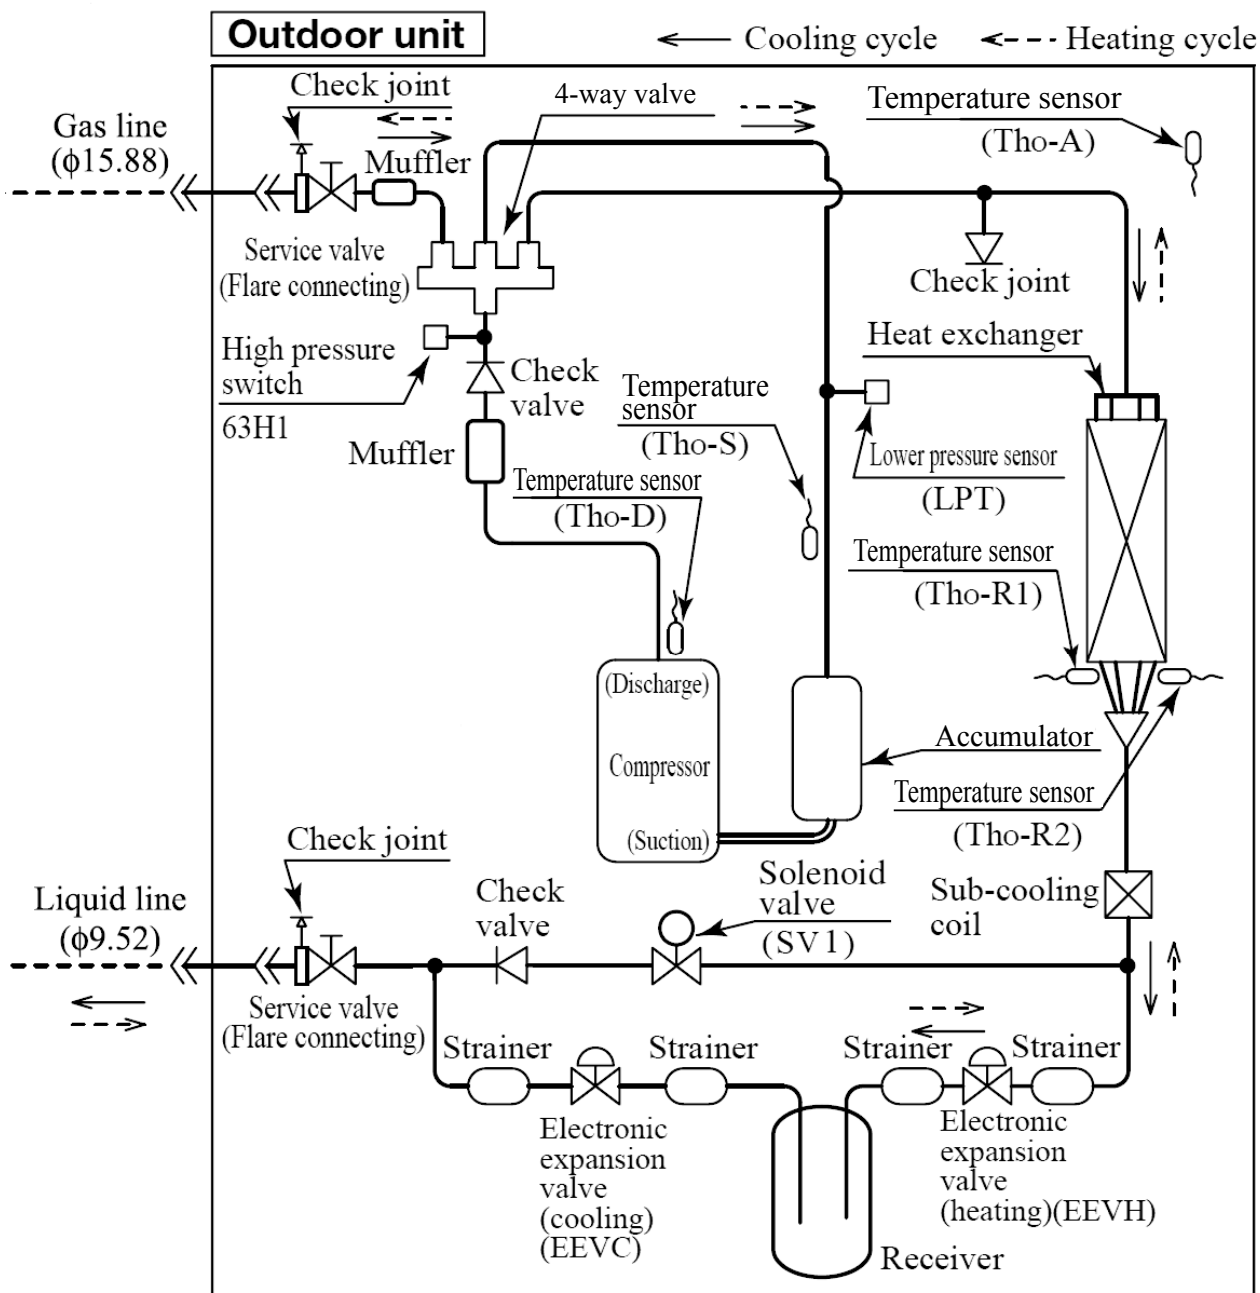 Outdoor unit
Cooling cycle
Heating cycle
Check joint
4-way valve
Temperature sensor
(Tho-A)
Gas line
(ϕ15.88)
Muffler
Service valve
(Flare connecting)
Check joint
High pressure
switch
63H1
Check
valve
Temperature
sensor
(Tho-S)
Heat exchanger
Muffler
Temperature sensor
(Tho-D)
Lower pressure sensor
(LPT)
Temperature sensor
(Tho-R1)
(Discharge)
Compressor
(Suction)
Accumulator
Temperature sensor
(Tho-R2)
Check joint
Liquid line
(ϕ9.52)
Check
valve
Solenoid
valve
(SV1)
Sub-cooling
coil
Service valve
(Flare connecting)
Strainer
Strainer
Strainer
Strainer
Electronic
expansion
valve
(cooling)
(EEVC)
Electronic
expansion
valve
(heating)(EEVH)
Receiver